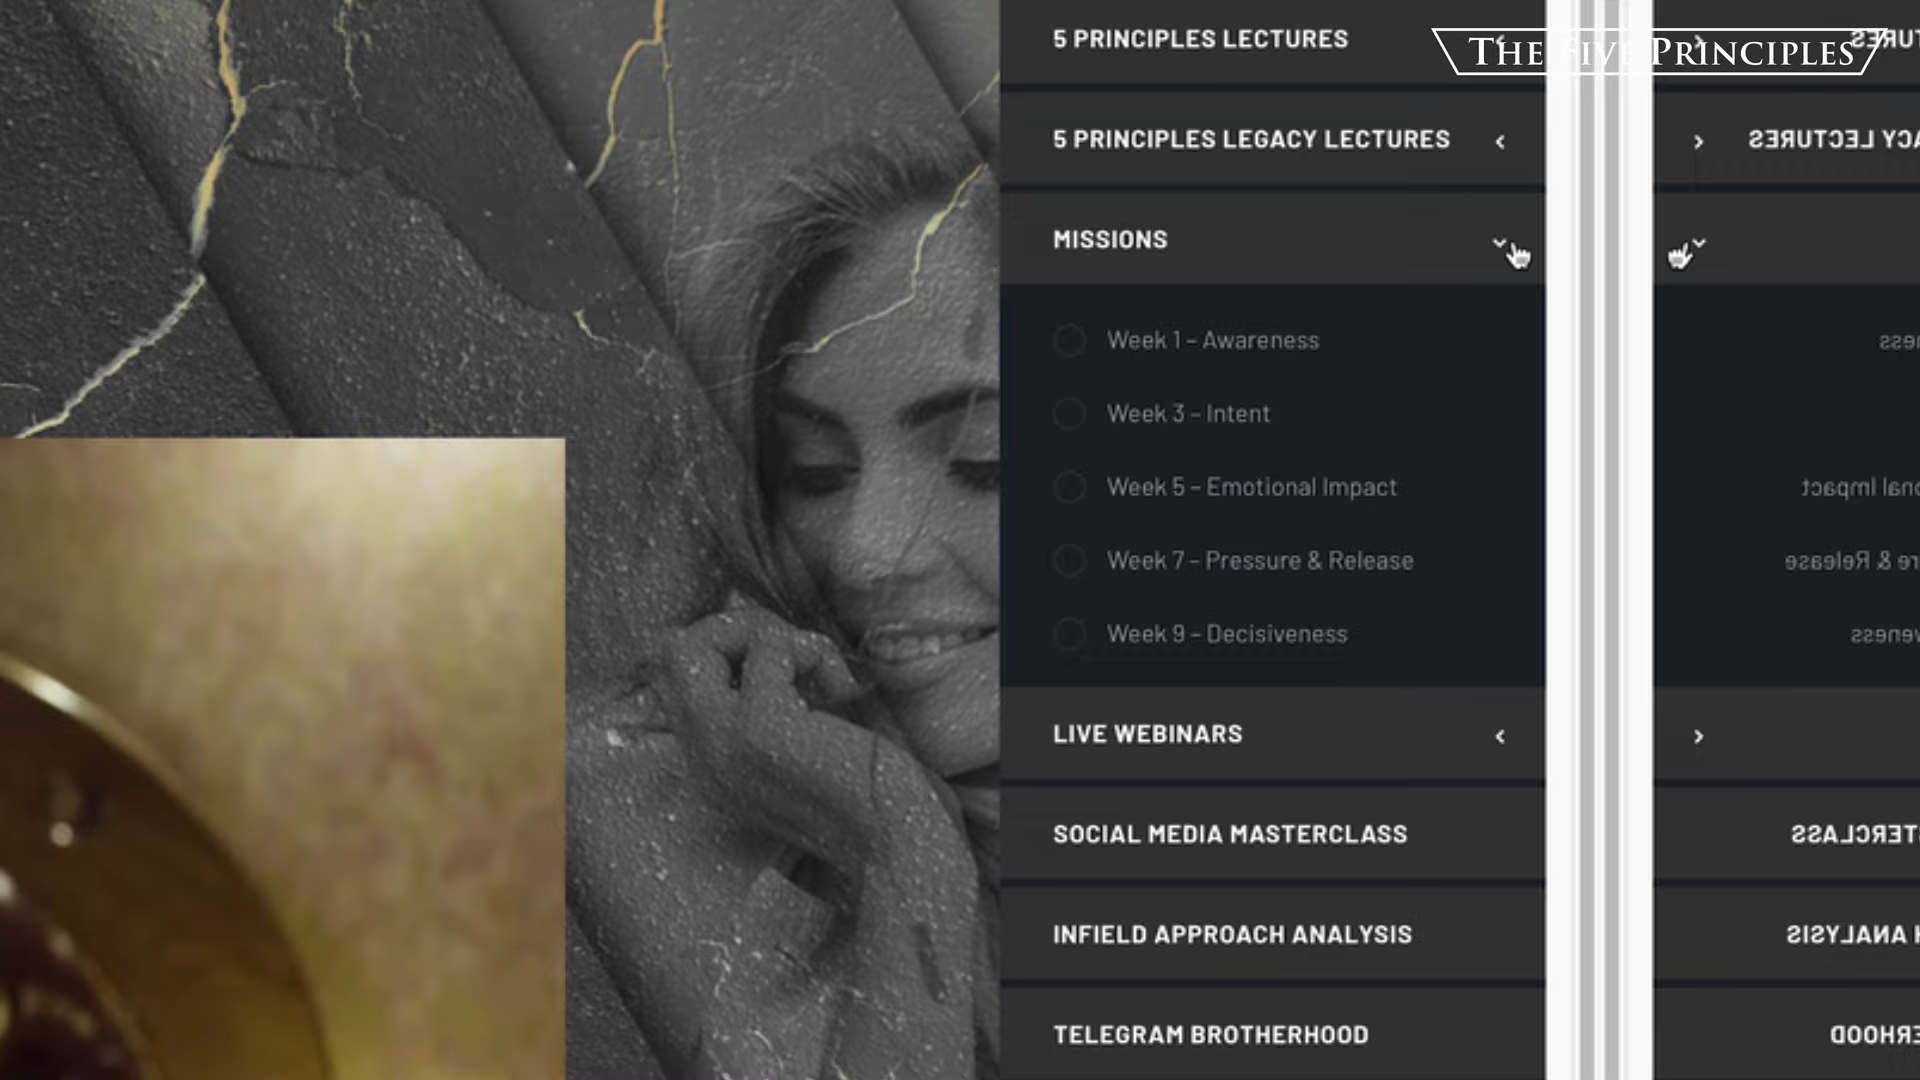 5 PRINCIPLES LECTURES
THE FIVE PRINCIPLES
5 PRINCIPLES LEGACY LECTURES
MISSIONS
Week 1 – Awareness
Week 3 – Intent
Week 5 – Emotional Impact
Week 7 – Pressure & Release
Week 9 – Decisiveness
LIVE WEBINARS
SOCIAL MEDIA MASTERCLASS
INFIELD APPROACH ANALYSIS
TELEGRAM BROTHERHOOD